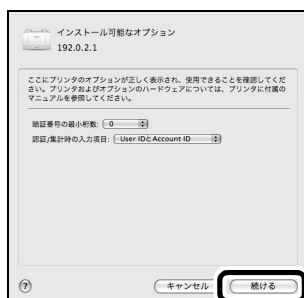 インストール可能なオプション
192.0.2.1
ここにプリンタのオプションが正しく表示され、使用できることを確認してくだ
さい。プリンタおよびオプションのハードウェアについては、プリンタに付属の
マニュアルを参照してください。
暗証番号の最小桁数: 0
認証/集計時の入力項目: User IDとAccount ID
? キャンセル 続ける